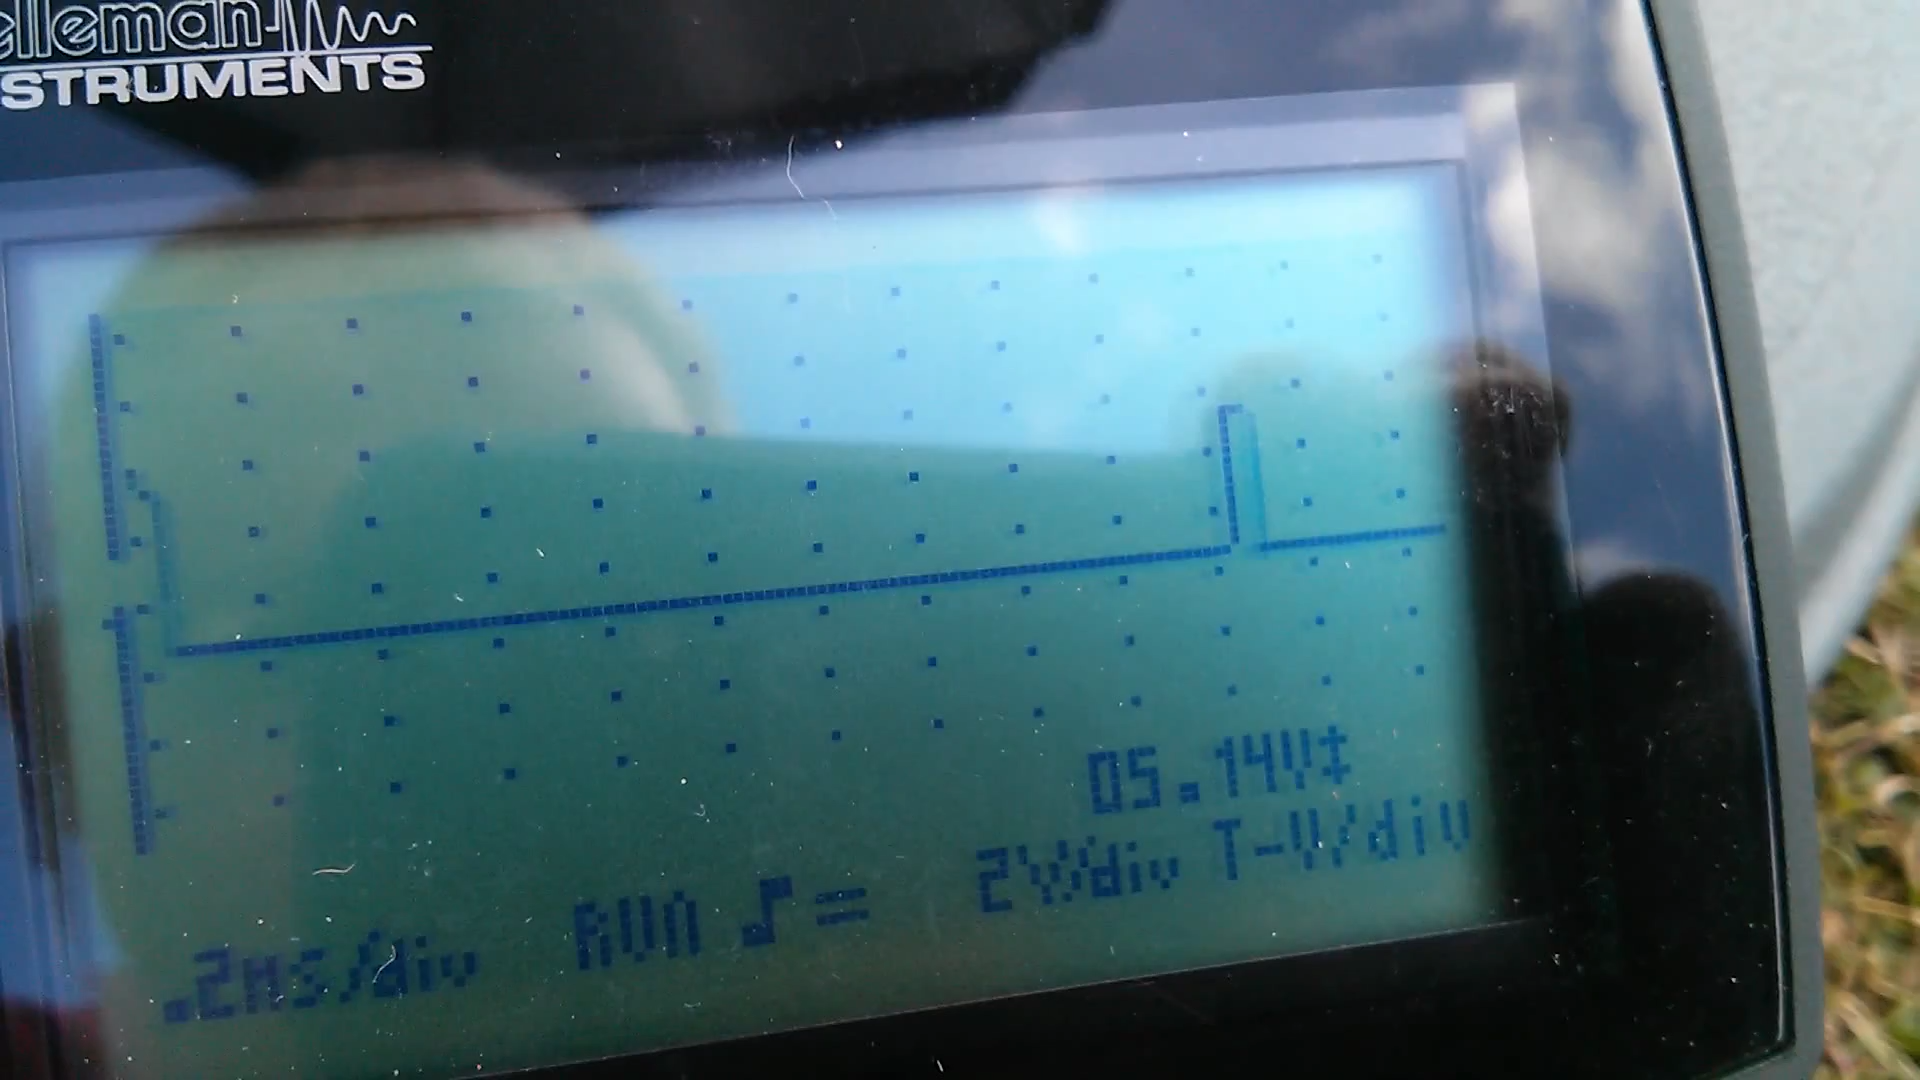 elleman
STRUMENTS
05.14V‡
.2ms/div RUN = 2V/div T-V/div